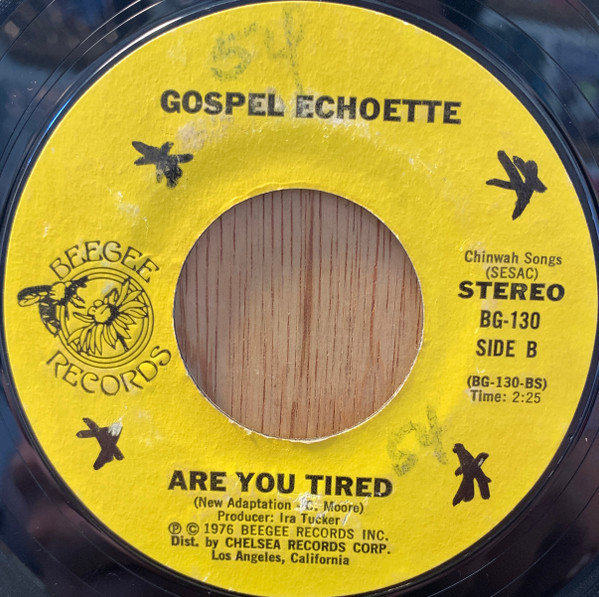 54
GOSPEL ECHOETTE
BEEGEE
RECORDS
Chinwah Songs
(SESAC)
STEREO
BG-130
SIDE B
(BG-130-BS)
Time: 2:25
54
ARE YOU TIRED
(New Adaptation C. Moore)
Producer: Ira Tucker
℗ © 1976 BEEGEE RECORDS INC.
Dist. by CHELSEA RECORDS CORP.
Los Angeles, California